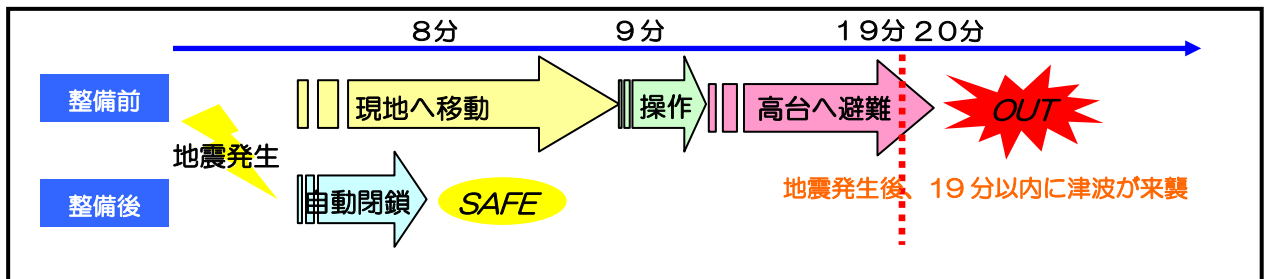 8分 9分 19分 20分
整備前
現地へ移動
操作
高台へ避難
OUT
地震発生
整備後
自動閉鎖
SAFE
地震発生後、19分以内に津波が来襲